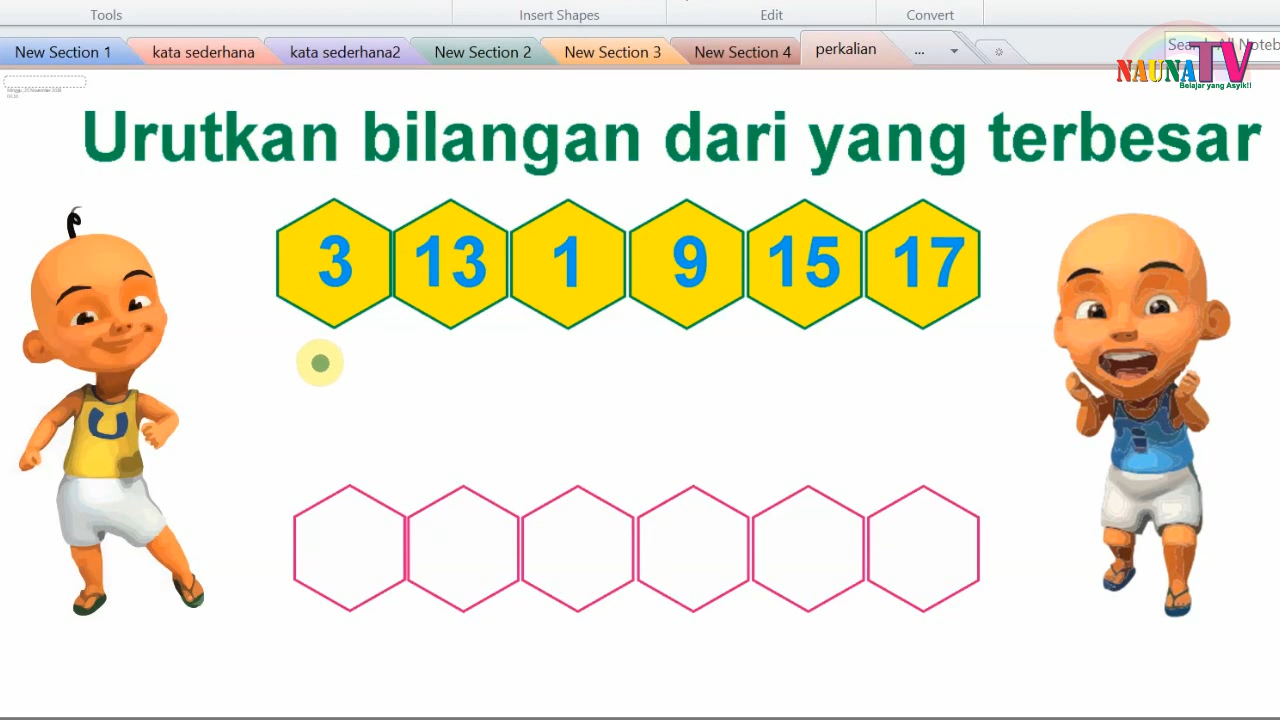 Tools Insert Shapes Edit Convert
New Section 1 kata sederhana kata sederhana2 New Section 2 New Section 3 New Section 4 perkalian ...
NAUNA TV
Belajar yang Asyik!!
Urutkan bilangan dari yang terbesar
3 13 1 9 15 17
U